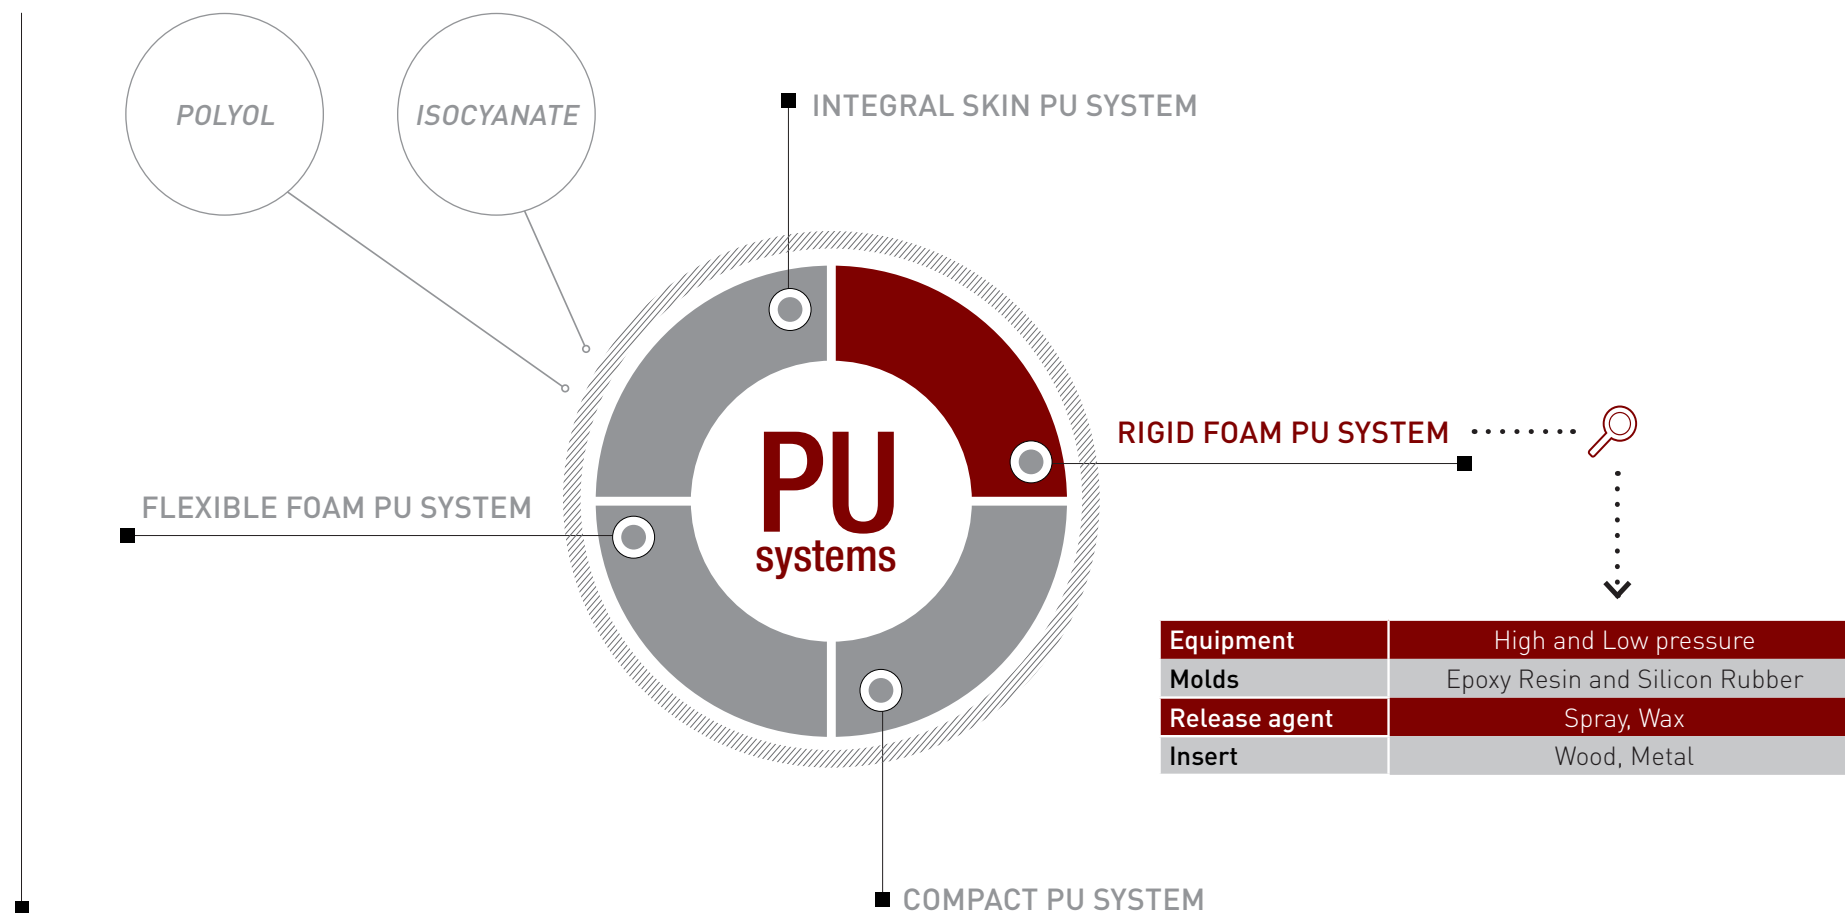 POLYOL
ISOCYANATE
INTEGRAL SKIN PU SYSTEM
RIGID FOAM PU SYSTEM
FLEXIBLE FOAM PU SYSTEM
PU
systems
Equipment High and Low pressure
Molds Epoxy Resin and Silicon Rubber
Release agent Spray, Wax
Insert Wood, Metal
COMPACT PU SYSTEM